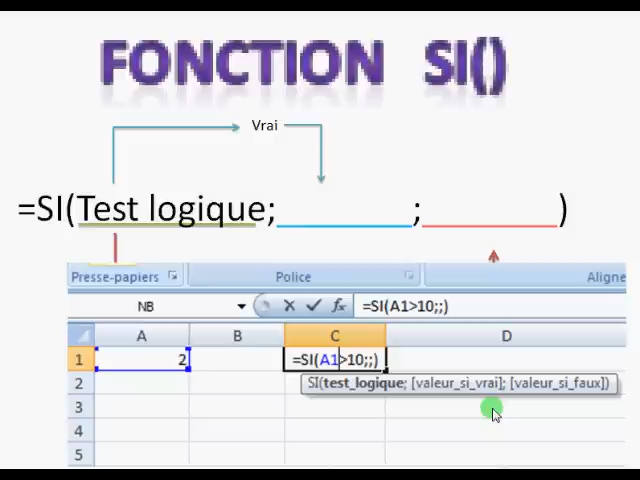 FONCTION SI()
Vrai
=SI(Test logique; ; )
Presse-papiers Police Aligne
NB =SI(A1>10;;)
A B C D
1 2 =SI(A1>10;;)
SI(test_logique; [valeur_si_vrai]; [valeur_si_faux])
2
3
4
5